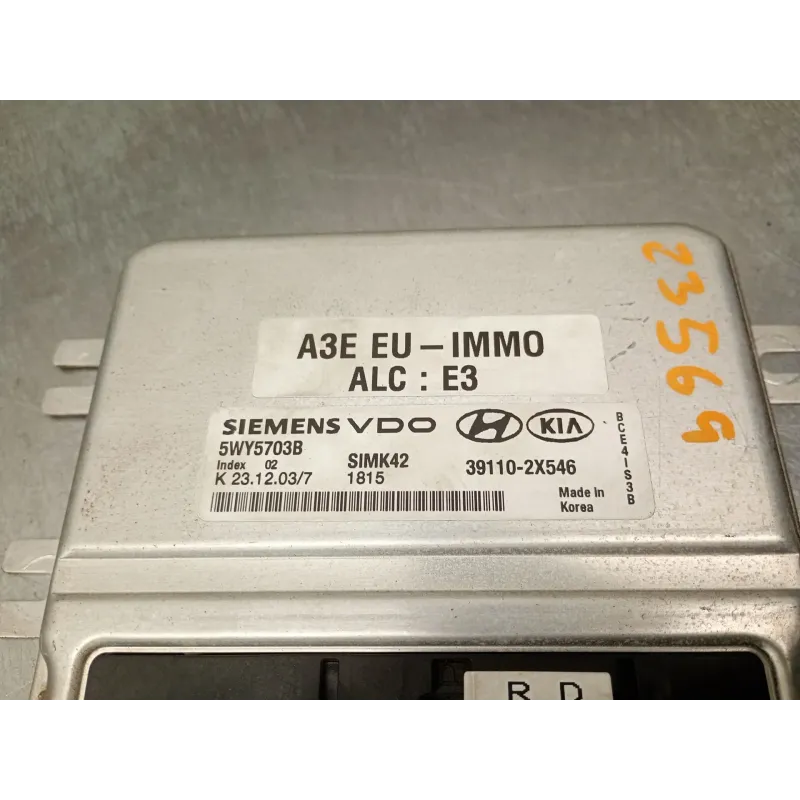 A3E EU – IMMO
ALC : E3
SIEMENS VDO KIA
5WY5703B
Index 02 SIMK42 39110-2X546
K 23.12.03/7 1815
Made in
Korea
BCE4IS3B
23569
R D